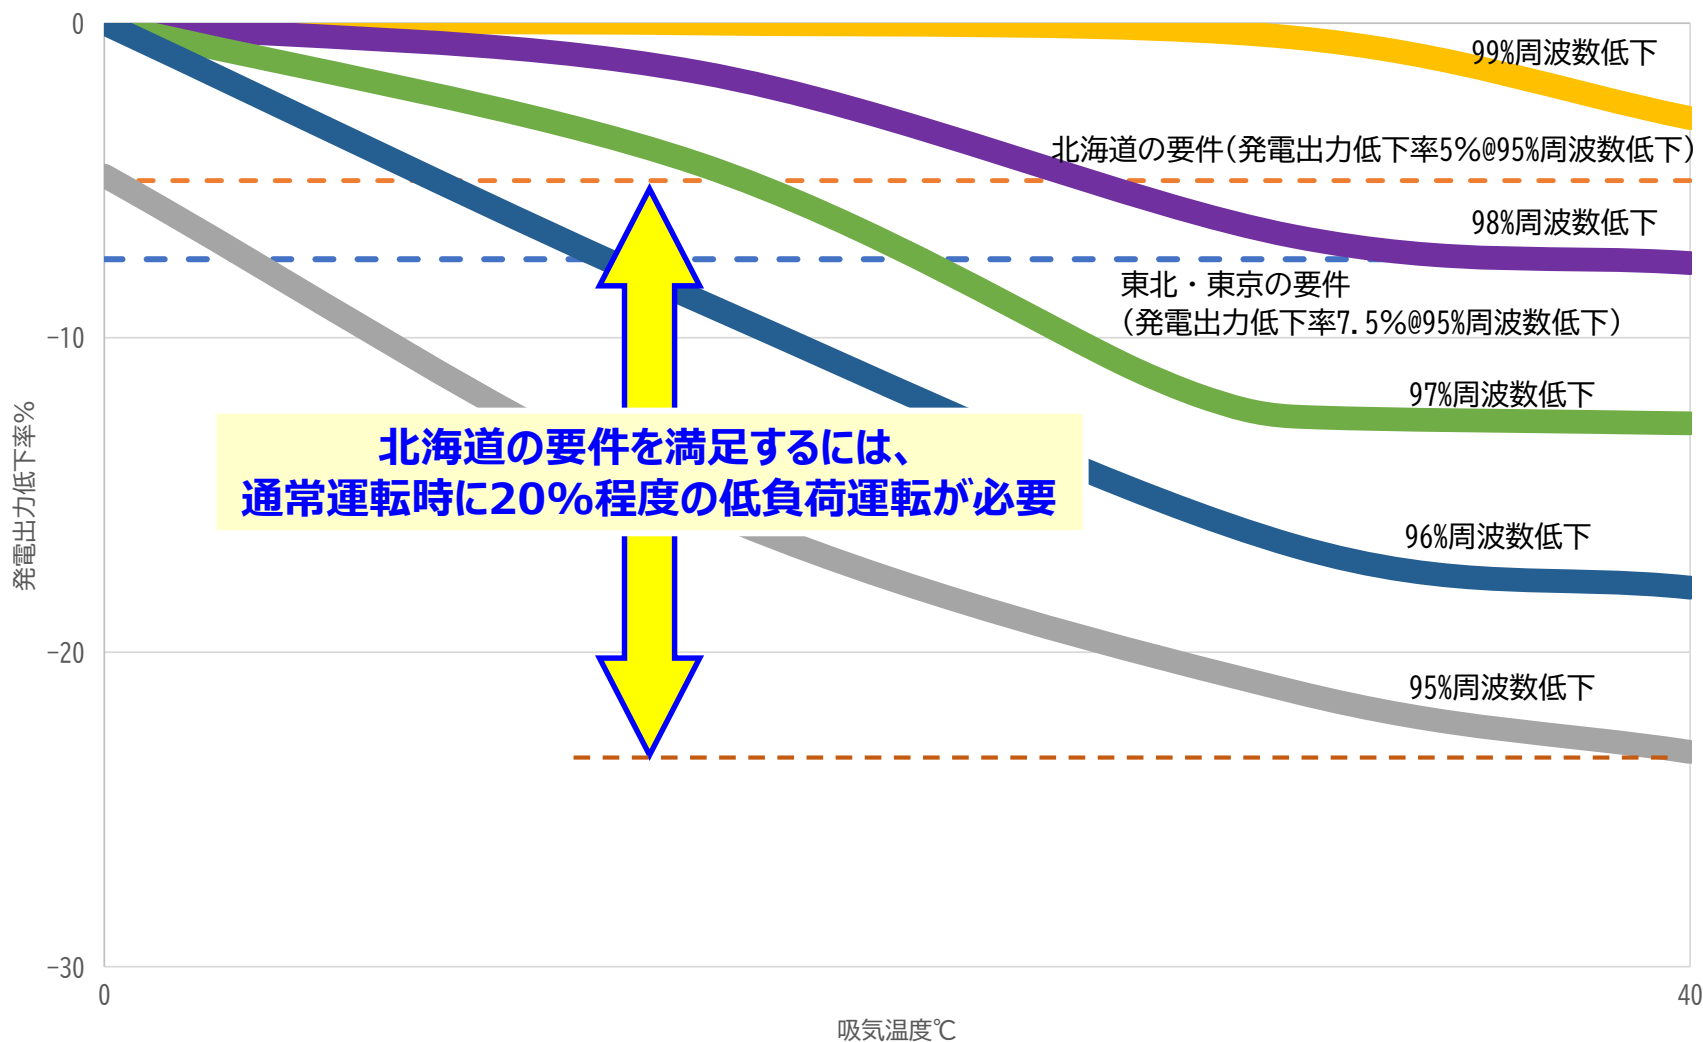 0
99%周波数低下
北海道の要件(発電出力低下率5%@95%周波数低下)
98%周波数低下
東北・東京の要件
(発電出力低下率7.5%@95%周波数低下)
-10
97%周波数低下
発電出力低下率%
北海道の要件を満足するには、
通常運転時に20%程度の低負荷運転が必要
96%周波数低下
-20
95%周波数低下
-30
0
40
吸気温度℃